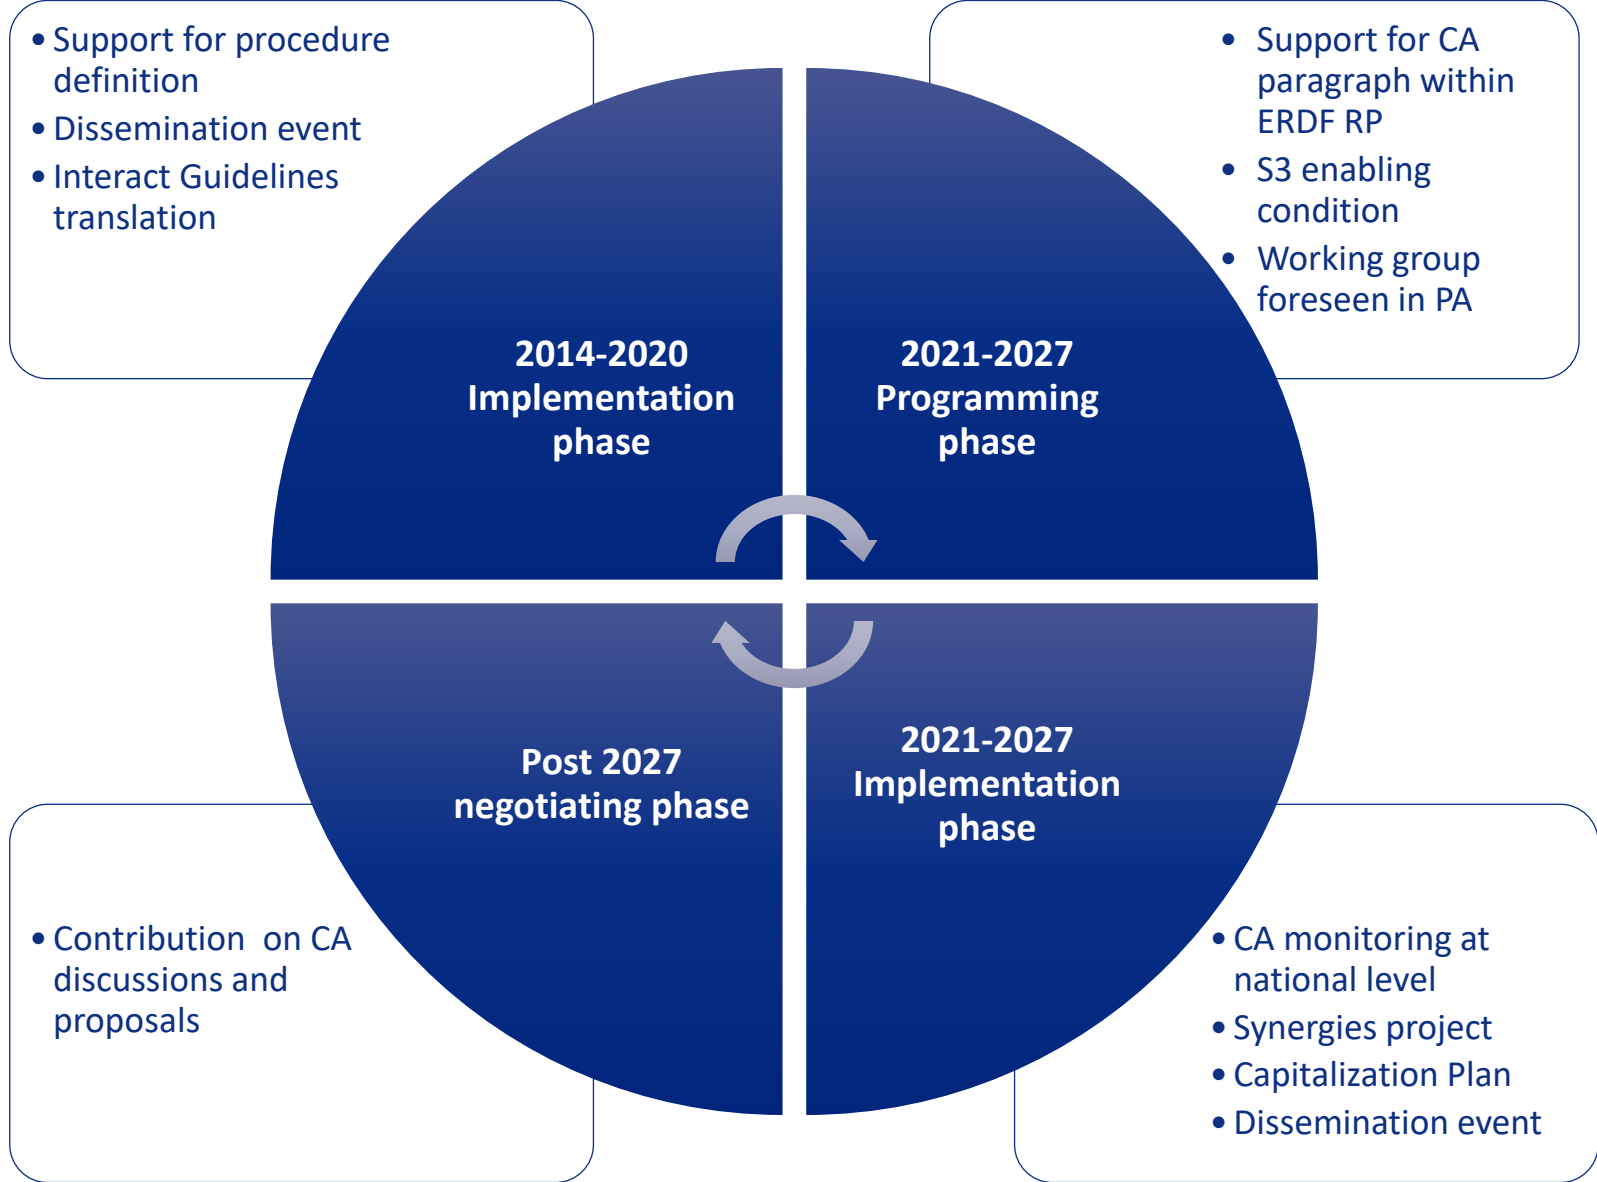 • Support for procedure
definition
• Dissemination event
• Interact Guidelines
translation
• Support for CA
paragraph within
ERDF RP
• S3 enabling
condition
• Working group
foreseen in PA
2014-2020
Implementation
phase
2021-2027
Programming
phase
Post 2027
negotiating phase
2021-2027
Implementation
phase
• Contribution  on CA
discussions and
proposals
• CA monitoring at
national level
• Synergies project
• Capitalization Plan
• Dissemination event